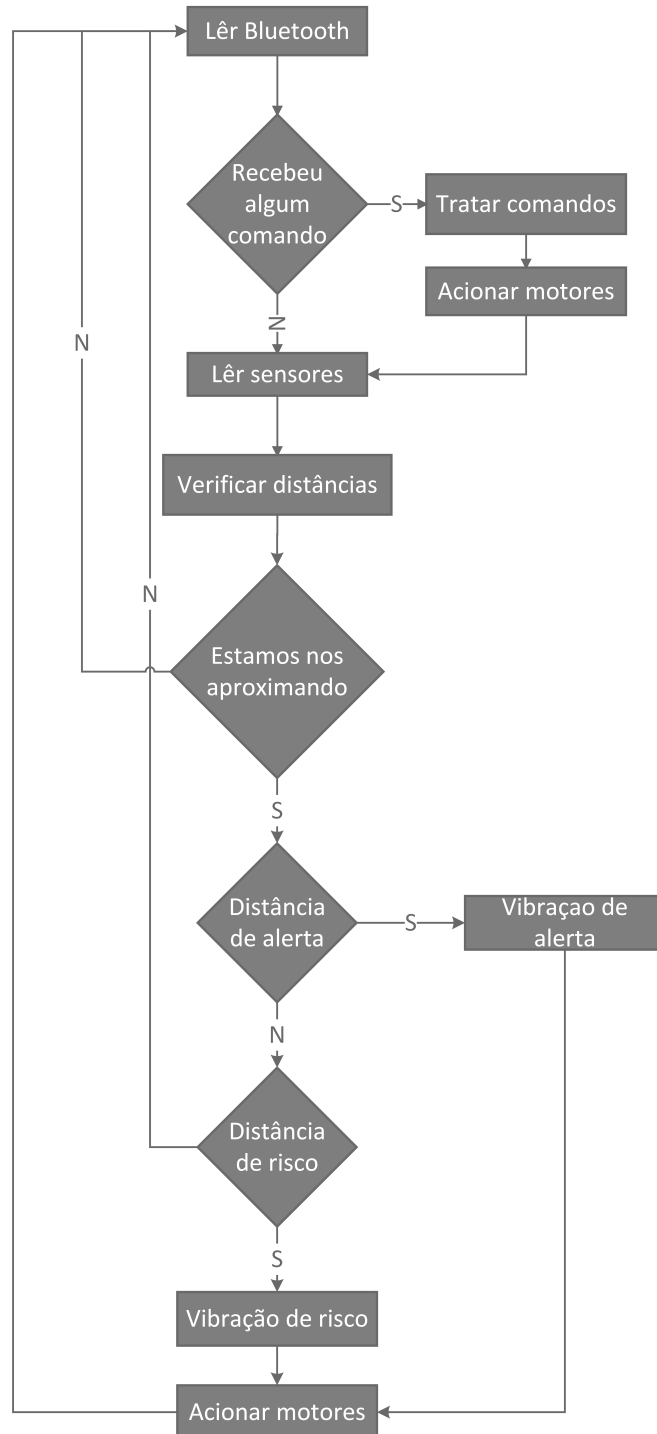 Lêr Bluetooth
Recebeu
algum
comando
S
Tratar comandos
Acionar motores
N
Lêr sensores
N
Verificar distâncias
N
Estamos nos
aproximando
S
Distância
de alerta
S
Vibraçao de
alerta
N
Distância
de risco
S
Vibração de risco
Acionar motores